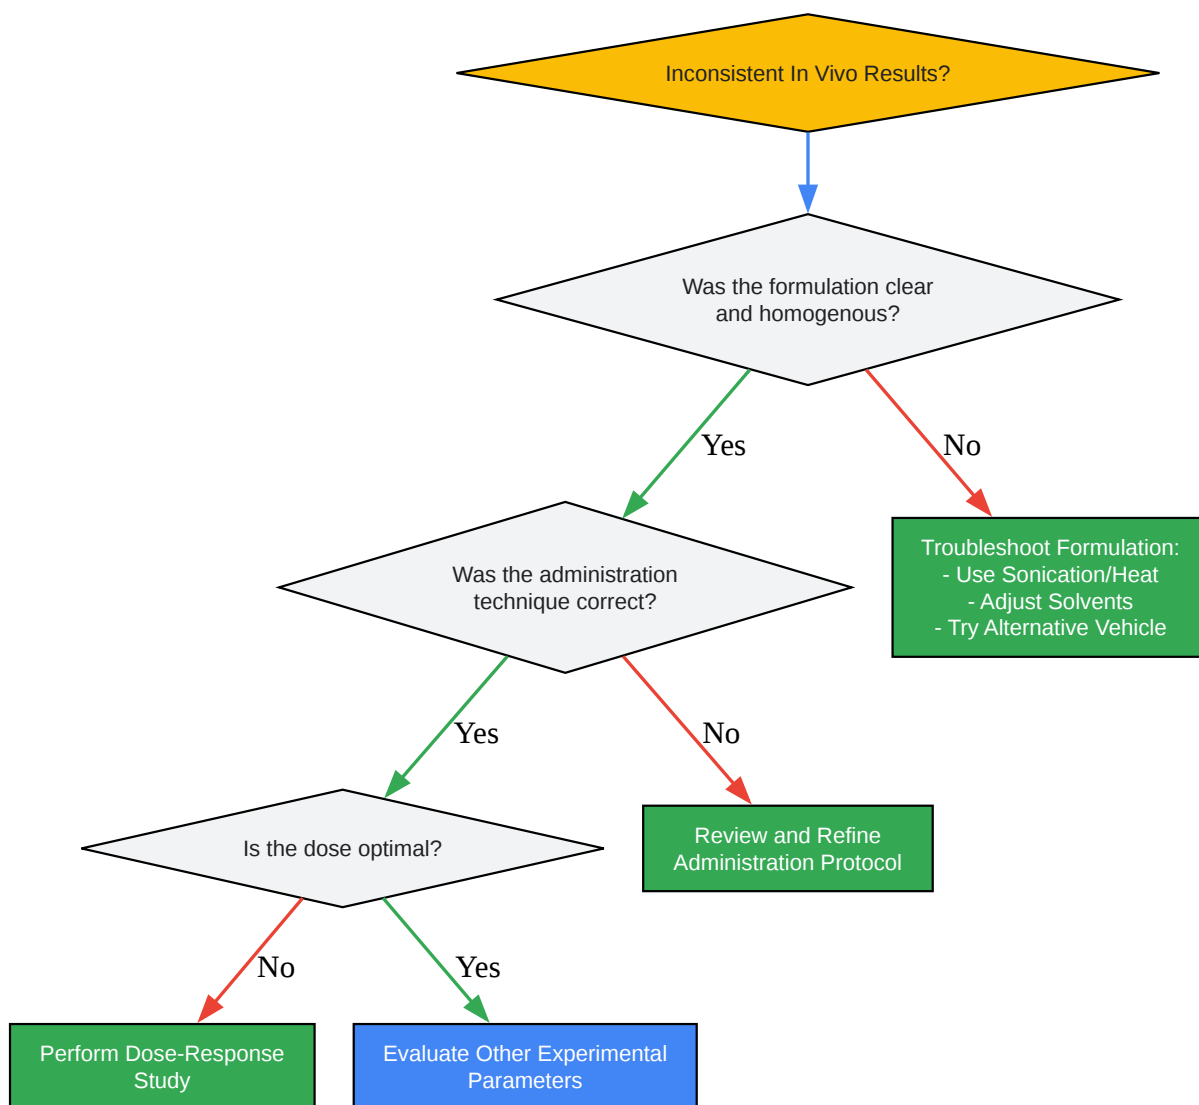 Inconsistent In Vivo Results?
Was the formulation clear
and homogenous?
Yes
No
Troubleshoot Formulation:
- Use Sonication/Heat
- Adjust Solvents
- Try Alternative Vehicle
Was the administration
technique correct?
Yes
No
Review and Refine
Administration Protocol
Is the dose optimal?
No
Yes
Perform Dose-Response
Study
Evaluate Other Experimental
Parameters